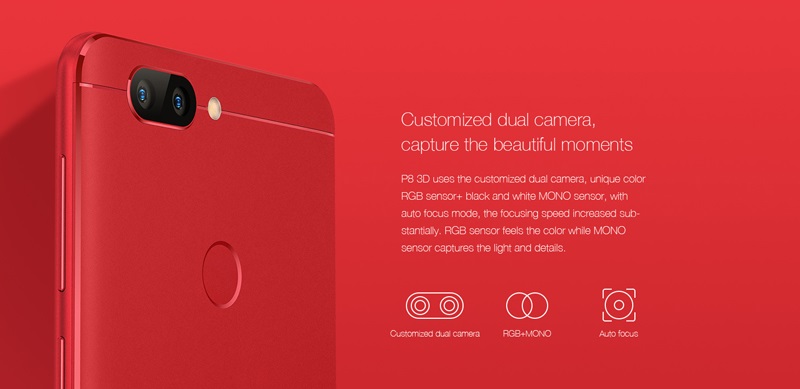 Customized dual camera,
capture the beautiful moments
P8 3D uses the customized dual camera, unique color
RGB sensor+ black and white MONO sensor, with
auto focus mode, the focusing speed increased sub-
stantially. RGB sensor feels the color while MONO
sensor captures the light and details.
Customized dual camera
RGB+MONO
Auto focus